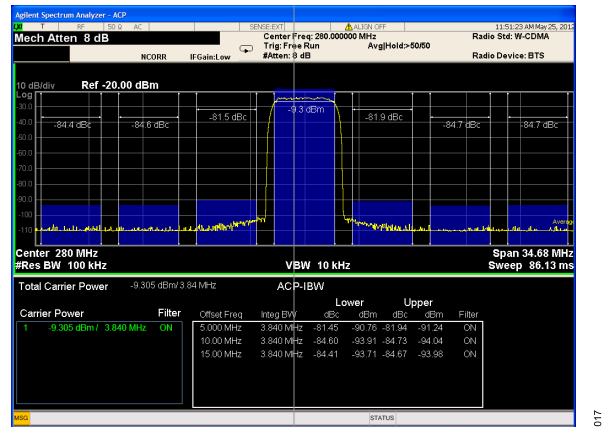 Agilent Spectrum Analyzer - ACP
T RF 50 Ω AC SENSE:EXT ALIGN OFF 11:51:23 AM May 25, 2012
Mech Atten 8 dB Center Freq: 280.000000 MHz Radio Std: W-CDMA
Trig: Free Run Avg|Hold:>50/50
NCORR IFGain:Low #Atten: 8 dB Radio Device: BTS
10 dB/div Ref -20.00 dBm
Log
-30.0
-40.0
-50.0
-60.0
-70.0
-80.0
-90.0
-100
-110
-84.4 dBc -84.6 dBc -81.5 dBc -9.3 dBm -81.9 dBc -84.7 dBc -84.7 dBc
Average
Center 280 MHz Span 34.68 MHz
#Res BW 100 kHz VBW 10 kHz Sweep 86.13 ms
Total Carrier Power -9.305 dBm/ 3.84 MHz ACP-IBW
Lower Upper
Carrier Power Filter Offset Freq Integ BW dBc dBm dBc dBm Filter
1 -9.305 dBm / 3.840 MHz ON 5.000 MHz 3.840 MHz -81.45 -90.76 -81.94 -91.24 ON
10.00 MHz 3.840 MHz -84.60 -93.91 -84.73 -94.04 ON
15.00 MHz 3.840 MHz -84.41 -93.71 -84.67 -93.98 ON
MSG STATUS
017